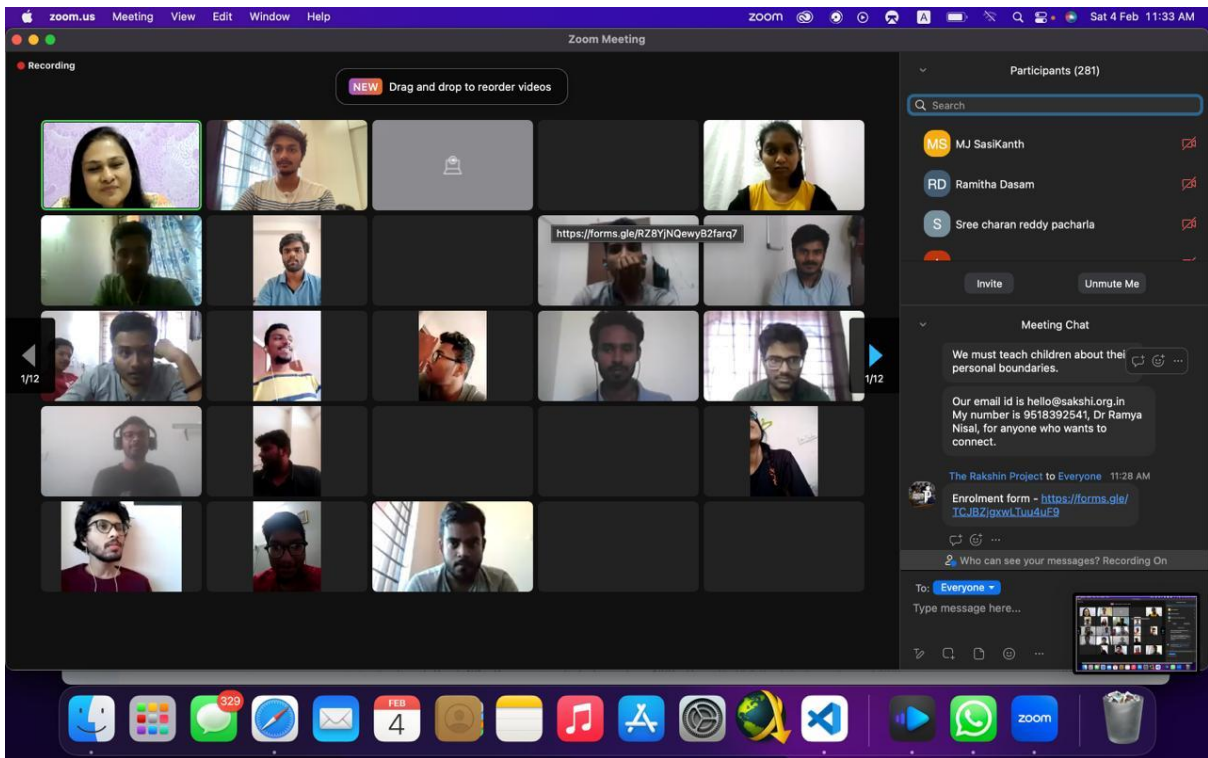 zoom.us Meeting View Edit Window Help
zoom A Sat 4 Feb 11:33 AM
Zoom Meeting
Recording
NEW Drag and drop to reorder videos
https://forms.gle/RZ8YjNQewyB2farq7
1/12
1/12
Participants (281)
Search
MS MJ SasiKanth
RD Ramitha Dasam
S Sree charan reddy pacharla
Invite Unmute Me
Meeting Chat
We must teach children about thei
personal boundaries.
Our email id is hello@sakshi.org.in
My number is 9518392541, Dr Ramya
Nisal, for anyone who wants to
connect.
The Rakshin Project to Everyone 11:28 AM
Enrolment form - https://forms.gle/
TCJBZjgxwLTuu4uF9
Who can see your messages? Recording On
To: Everyone
Type message here...
329
FEB
4
zoom